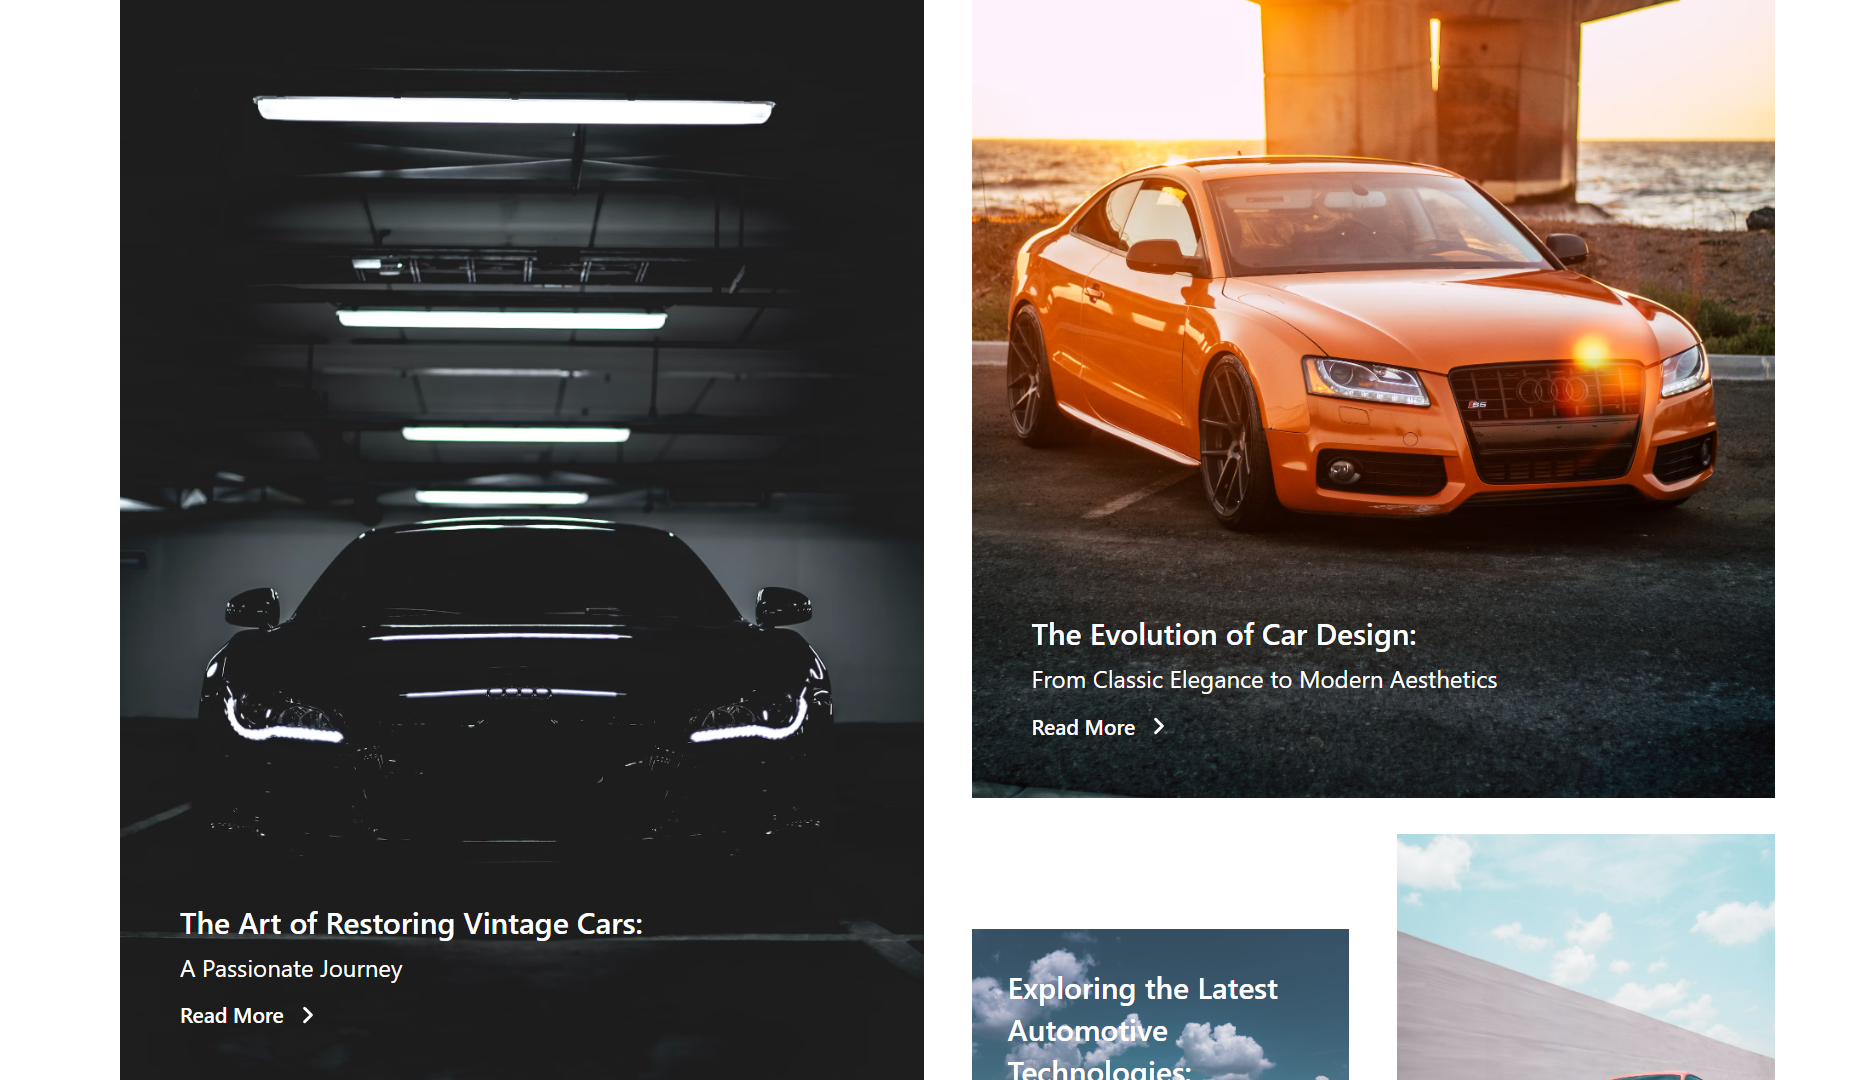 The Art of Restoring Vintage Cars:
A Passionate Journey
Read More
S5
The Evolution of Car Design:
From Classic Elegance to Modern Aesthetics
Read More
Exploring the Latest
Automotive
Technologies: